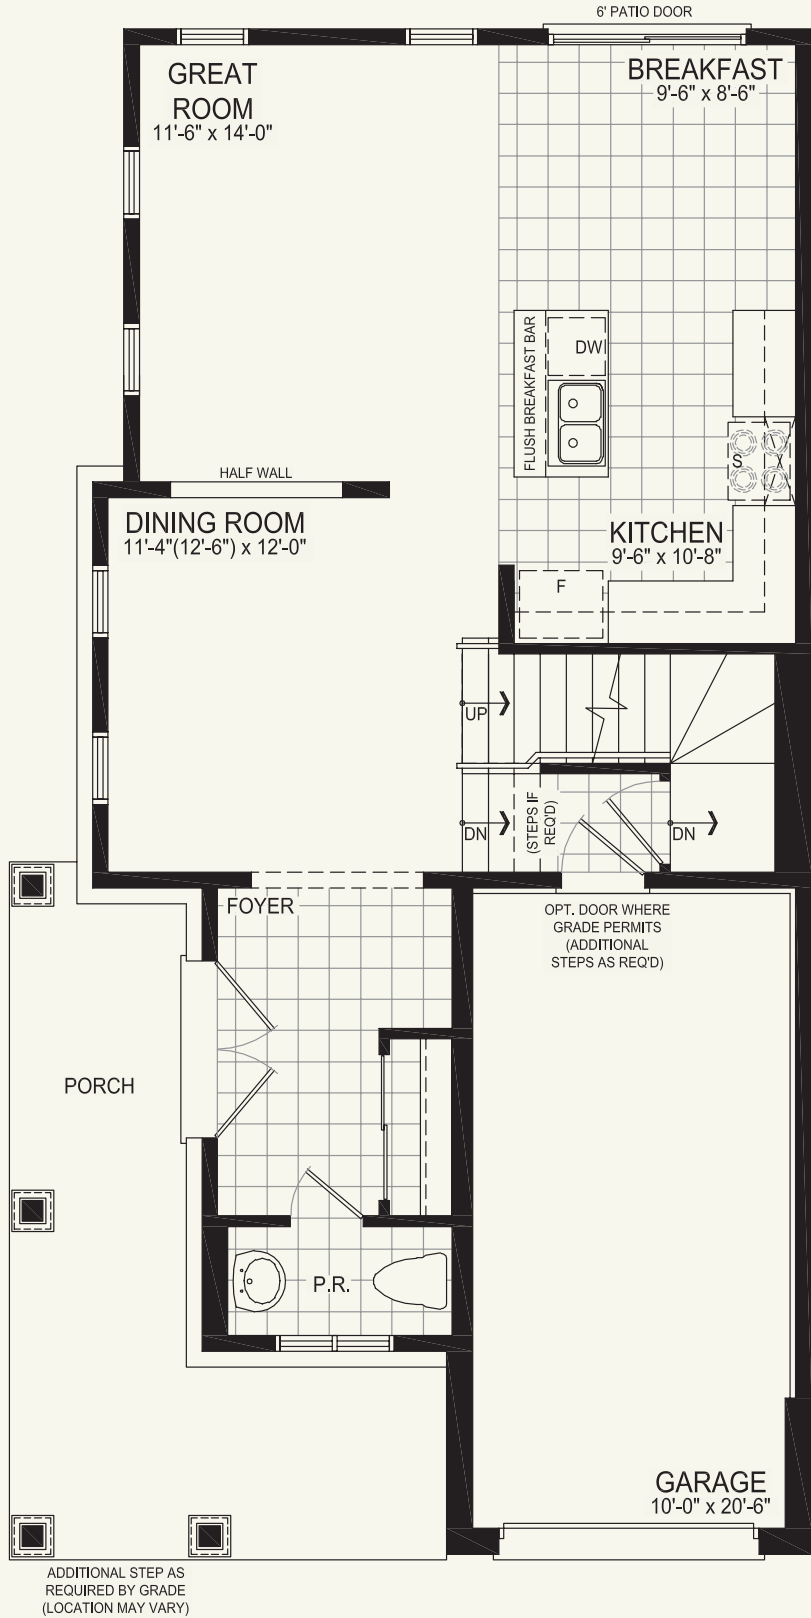 6' PATIO DOOR
GREAT
ROOM
11'-6" x 14'-0"
BREAKFAST
9'-6" x 8'-6"
FLUSH BREAKFAST BAR
DW
S
HALF WALL
DINING ROOM
11'-4"(12'-6") x 12'-0"
KITCHEN
9'-6" x 10'-8"
F
UP
DN
(STEPS IF
REQ'D)
DN
FOYER
OPT. DOOR WHERE
GRADE PERMITS
(ADDITIONAL
STEPS AS REQ'D)
PORCH
P.R.
GARAGE
10'-0" x 20'-6"
ADDITIONAL STEP AS
REQUIRED BY GRADE
(LOCATION MAY VARY)